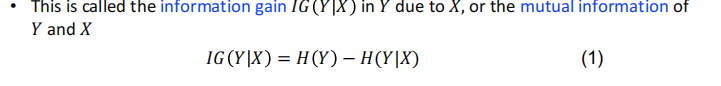 • This is called the information gain IG(Y|X) in Y due to X, or the mutual information of
Y and X
IG(Y|X) = H(Y) − H(Y|X) (1)